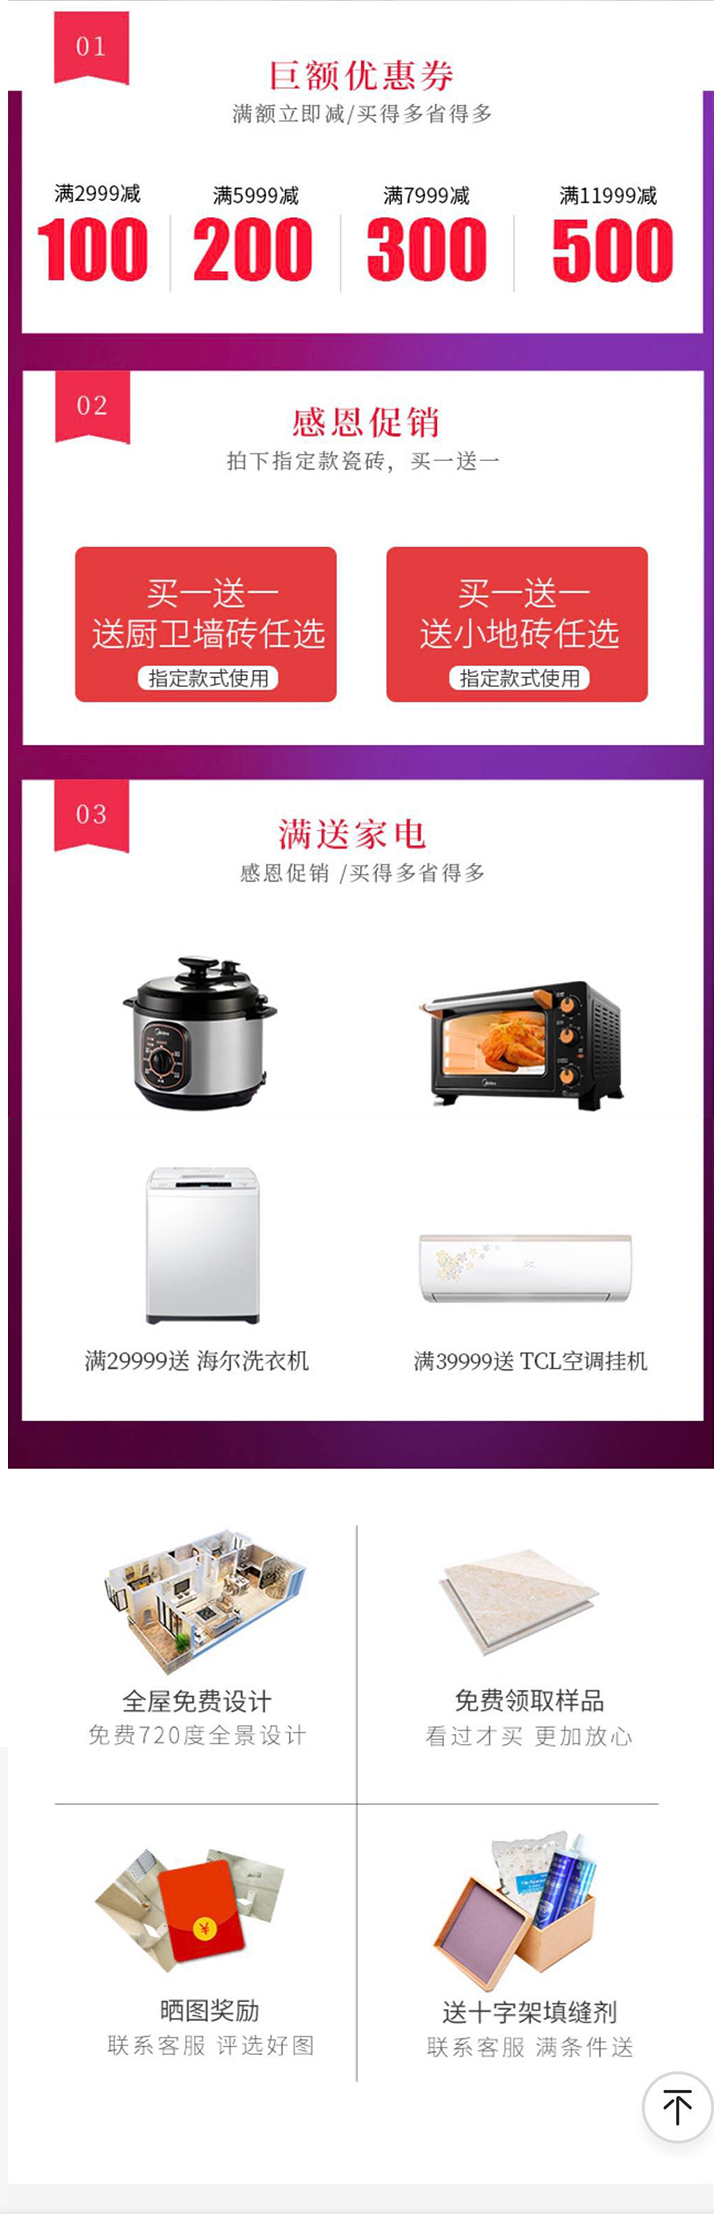 01
巨额优惠券
满额立即减/买得多省得多
满2999减 满5999减 满7999减 满11999减
100 200 300 500
02
感恩促销
拍下指定款瓷砖，买一送一
买一送一 买一送一
送厨卫墙砖任选 送小地砖任选
指定款式使用 指定款式使用
03
满送家电
感恩促销 /买得多省得多
Midea
满29999送 海尔洗衣机 满39999送 TCL空调挂机
全屋免费设计 免费领取样品
免费720度全景设计 看过才买 更加放心
¥
晒图奖励 送十字架填缝剂
联系客服 评选好图 联系客服 满条件送